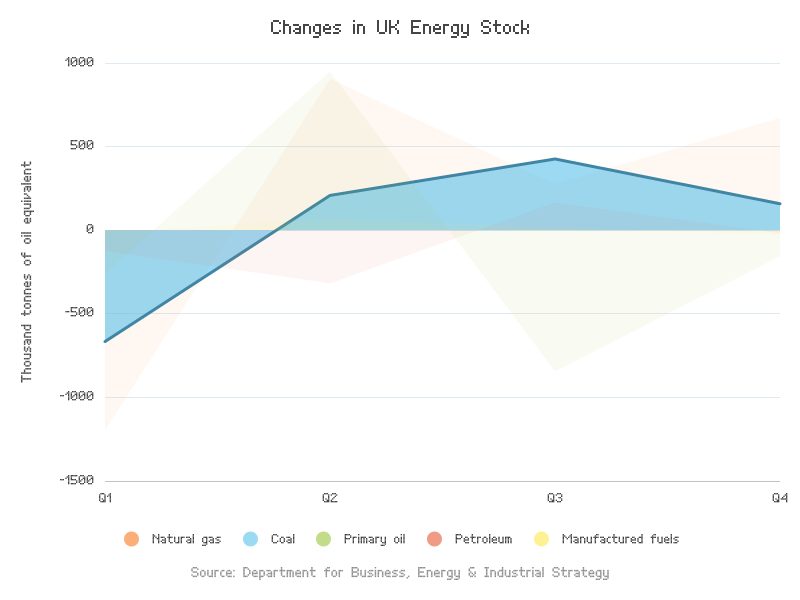 Changes in UK Energy Stock
Thousand tonnes of oil equivalent
1000
500
0
-500
-1000
-1500
Q1 Q2 Q3 Q4
Natural gas Coal Primary oil Petroleum Manufactured fuels
Source: Department for Business, Energy & Industrial Strategy